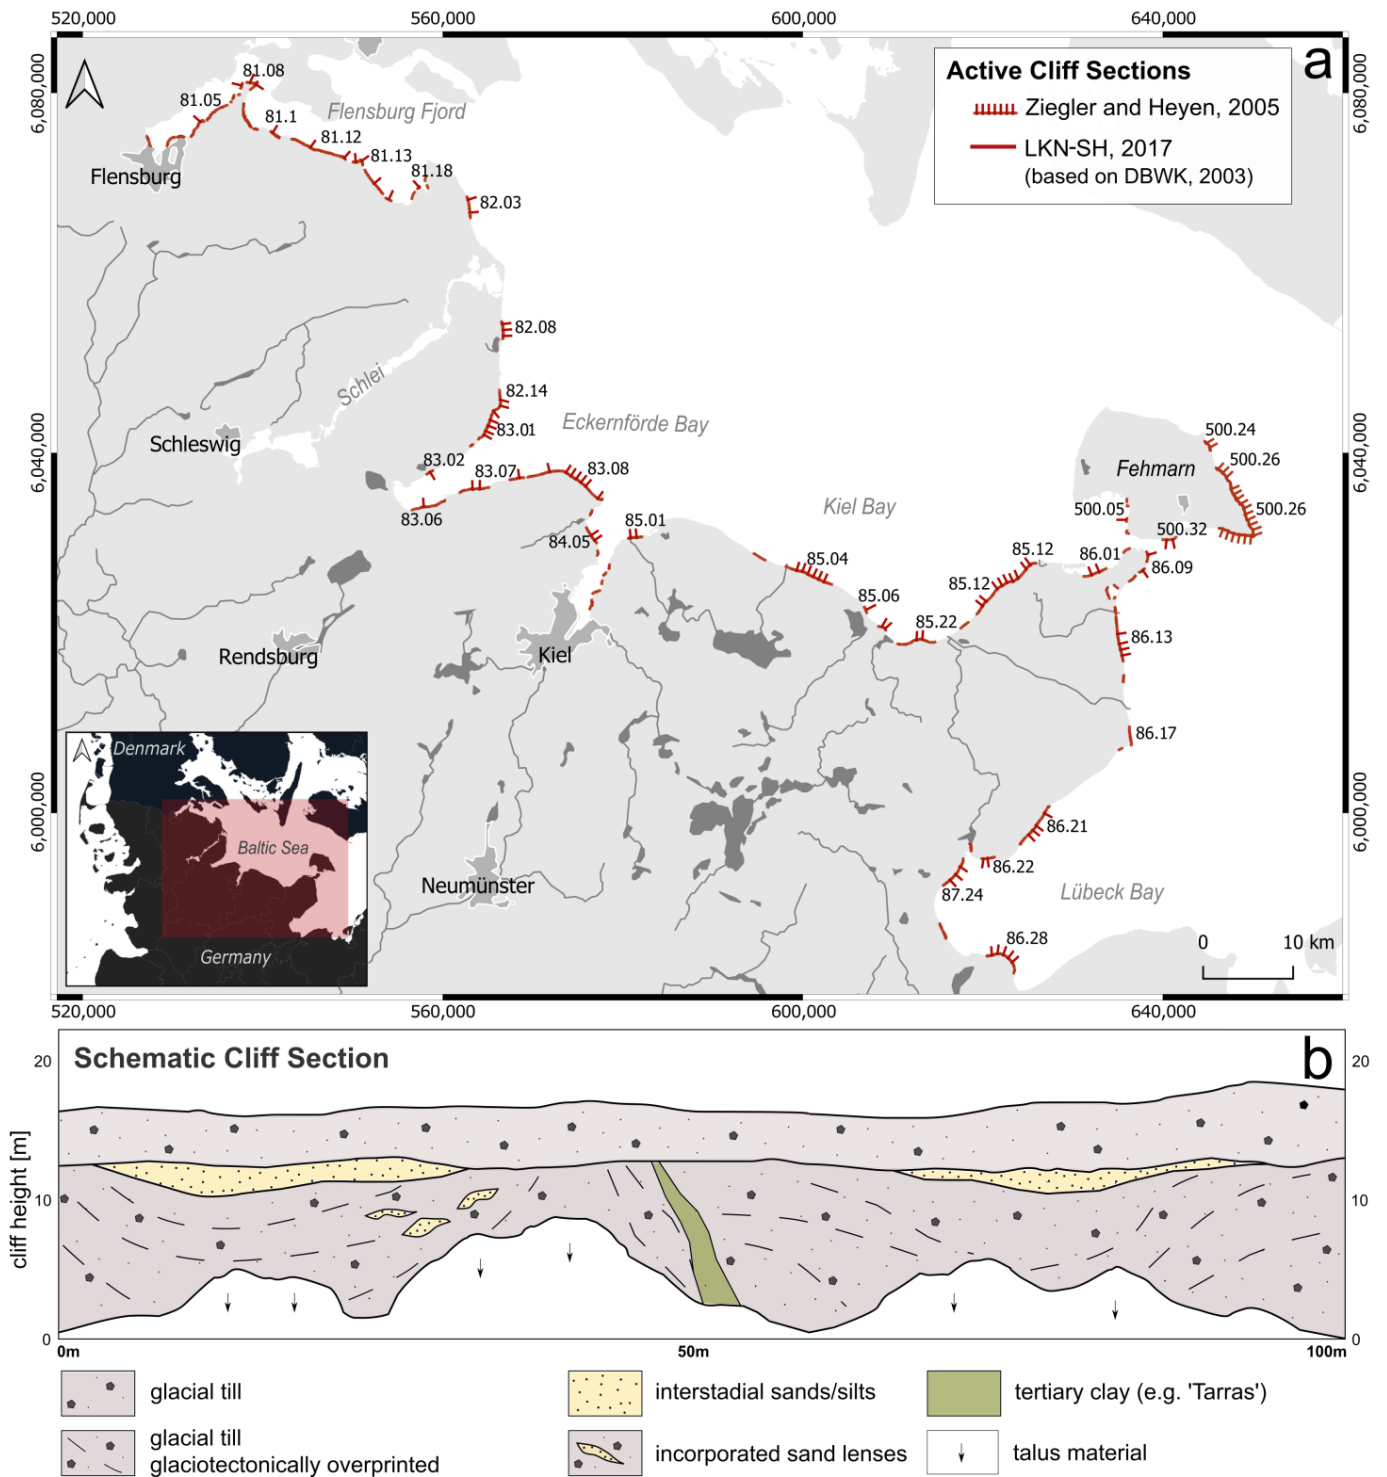 520,000 560,000 600,000 640,000
6,080,000
6,040,000
6,000,000
6,080,000
6,040,000
6,000,000
a
Active Cliff Sections
Ziegler and Heyen, 2005
LKN-SH, 2017
(based on DBWK, 2003)
81.08
81.05
81.1
Flensburg Fjord
81.12
81.13
81.18
Flensburg
82.03
82.08
Schlei
82.14
83.01
Eckernförde Bay
Schleswig
83.02
83.07
83.08
83.06
84.05
85.01
Kiel Bay
500.24
500.26
Fehmarn
500.05
500.26
500.32
85.04
85.12
86.01
86.09
85.12
85.06
85.22
86.13
Rendsburg
Kiel
86.17
Denmark
Baltic Sea
Germany
86.21
86.22
Neumünster
87.24
Lübeck Bay
86.28
0 10 km
520,000 560,000 600,000 640,000
Schematic Cliff Section
b
20
10
0
cliff height [m]
20
10
0
0m 50m 100m
glacial till
interstadial sands/silts
tertiary clay (e.g. 'Tarras')
glacial till
glaciotectonically overprinted
incorporated sand lenses
talus material